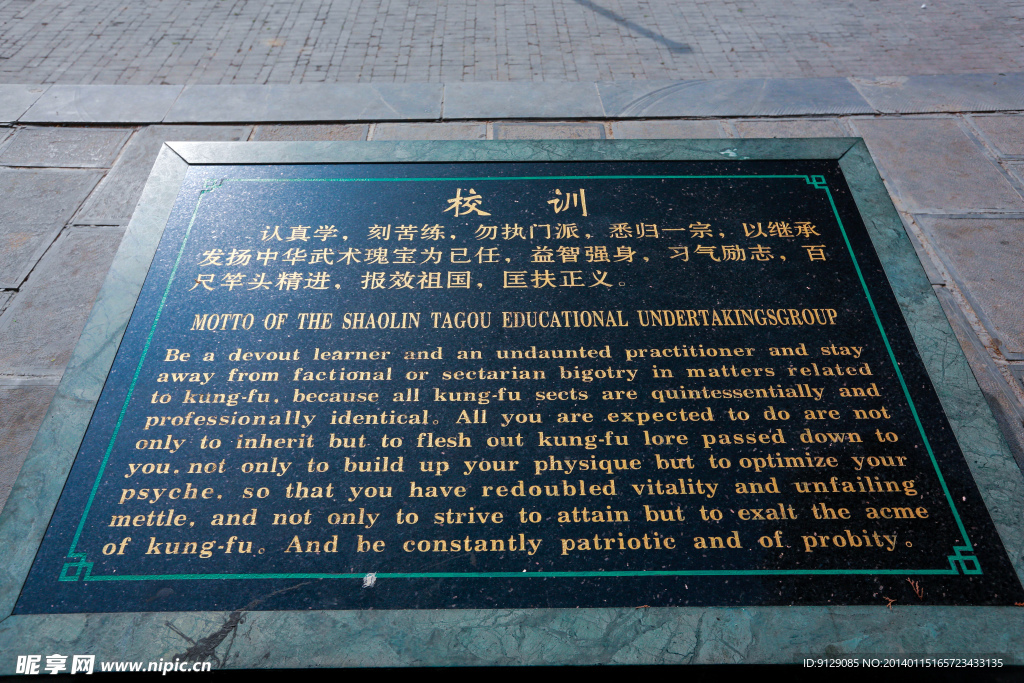 校 训
认真学，刻苦练，勿执门派，悉归一宗，以继承
发扬中华武术瑰宝为已任，益智强身，习气励志，百
尺竿头精进，报效祖国，匡扶正义。
MOTTO OF THE SHAOLIN TAGOU EDUCATIONAL UNDERTAKINGSGROUP
Be a devout learner and an undaunted practitioner and stay
away from factional or sectarian bigotry in matters related
to kung-fu, because all kung-fu sects are quintessentially and
professionally identical。All you are expected to do are not
only to inherit but to flesh out kung-fu lore passed down to
you, not only to build up your physique but to optimize your
psyche, so that you have redoubled vitality and unfailing
mettle, and not only to strive to attain but to exalt the acme
of kung-fu。And be constantly patriotic and of probity。
昵享网 www.nipic.cn
ID:9129085 NO:20140115165723433135